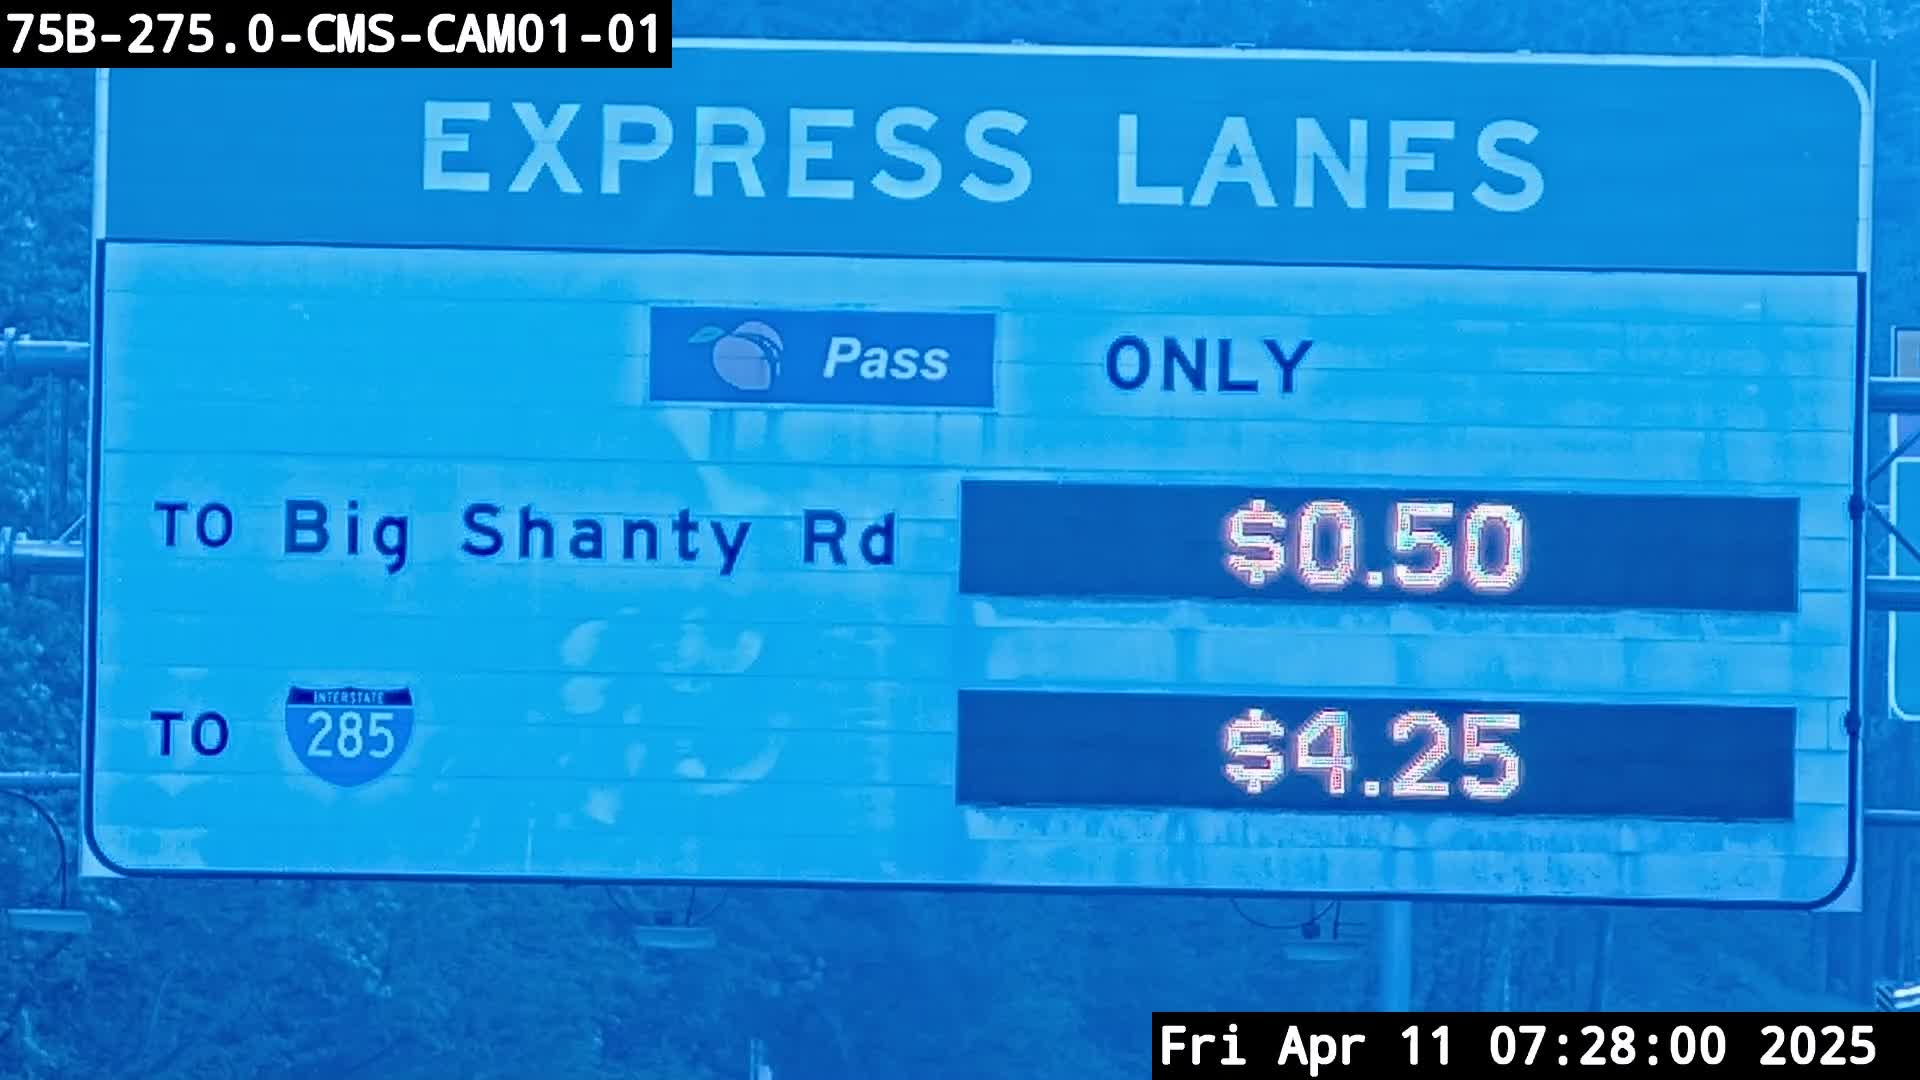 75B-275.0-CMS-CAM01-01
EXPRESS LANES
Pass ONLY
TO Big Shanty Rd $0.50
TO INTERSTATE 285 $4.25
Fri Apr 11 07:28:00 2025